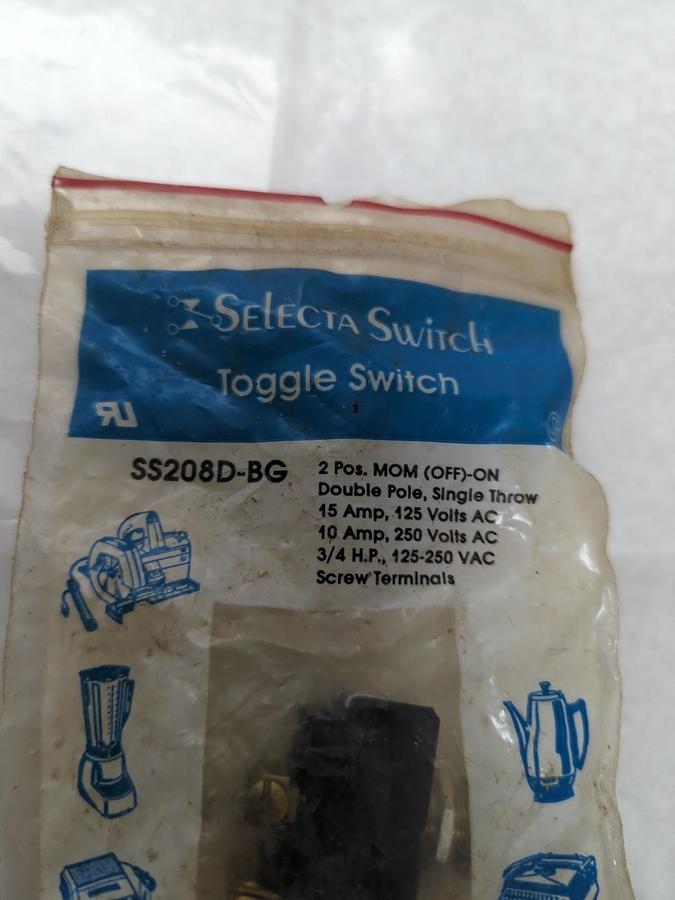 Selecta Switch
Toggle Switch
RU
SS208D-BG
2 Pos. MOM (OFF)-ON
Double Pole, Single Throw
15 Amp, 125 Volts AC
10 Amp, 250 Volts AC
3/4 H.P., 125-250 VAC
Screw Terminals